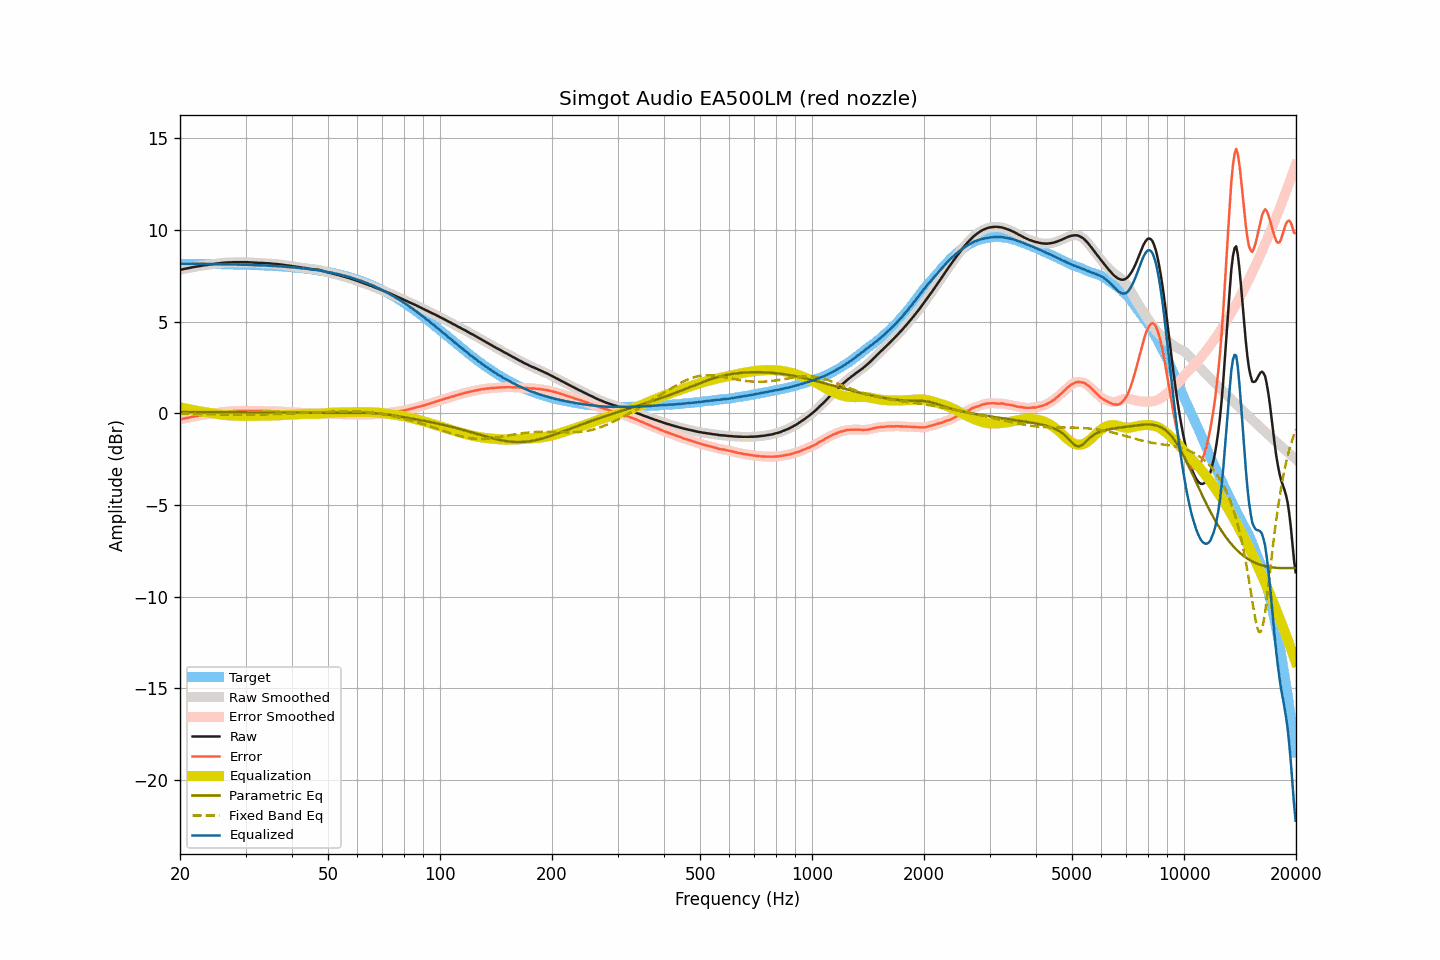 Simgot Audio EA500LM (red nozzle)
Amplitude (dBr)
15
10
5
0
−5
−10
−15
−20
Target
Raw Smoothed
Error Smoothed
Raw
Error
Equalization
Parametric Eq
Fixed Band Eq
Equalized
20 50 100 200 500 1000 2000 5000 10000 20000
Frequency (Hz)